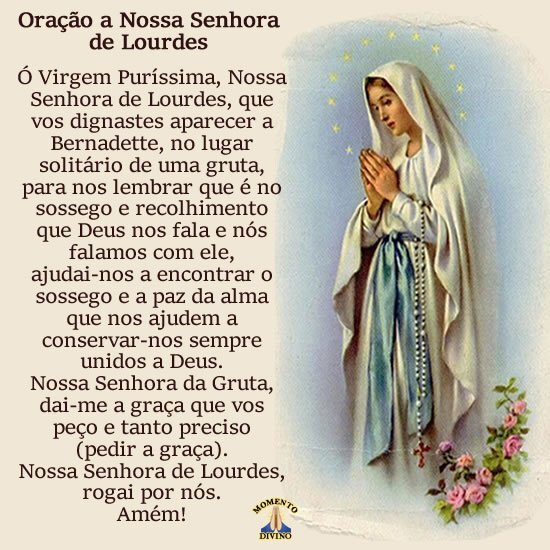 Oração a Nossa Senhora
de Lourdes
Ó Virgem Puríssima, Nossa
Senhora de Lourdes, que
vos dignastes aparecer a
Bernadette, no lugar
solitário de uma gruta,
para nos lembrar que é no
sossego e recolhimento
que Deus nos fala e nós
falamos com ele,
ajudai-nos a encontrar o
sossego e a paz da alma
que nos ajudem a
conservar-nos sempre
unidos a Deus.
Nossa Senhora da Gruta,
dai-me a graça que vos
peço e tanto preciso
(pedir a graça).
Nossa Senhora de Lourdes,
rogai por nós.
Amém!
MOMENTO
DIVINO